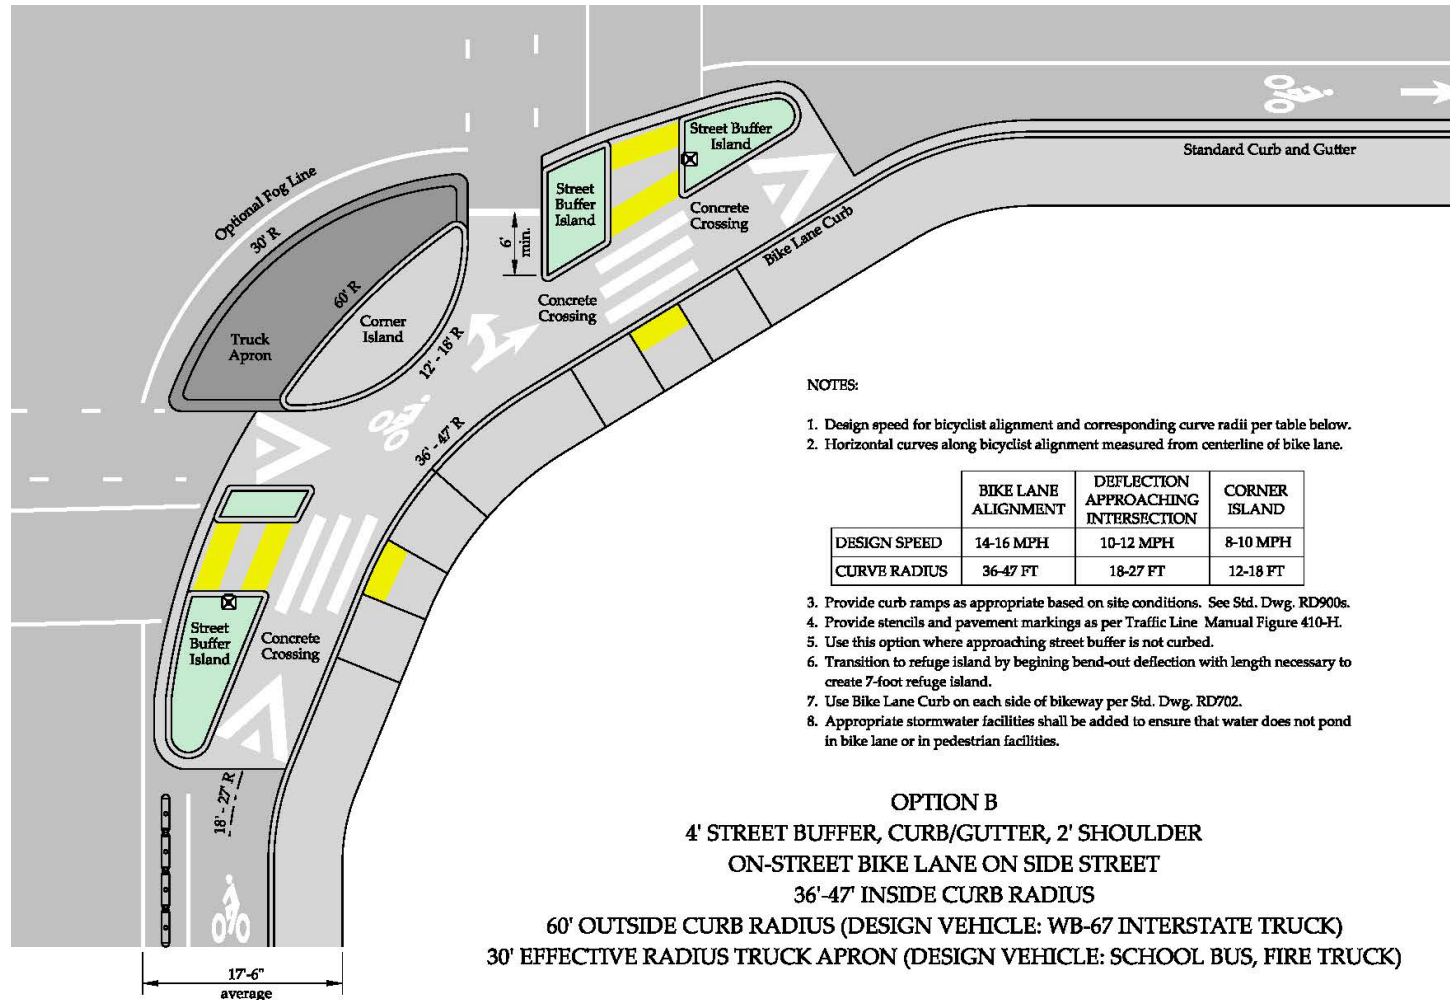 Street Buffer
Island
Standard Curb and Gutter
Optional Fog Line
30' R
Street
Buffer
Island
Concrete
Crossing
6'
min.
Bike Lane Curb
60' R
Concrete
Crossing
Corner
Island
Truck
Apron
12' - 18' R
36' - 47' R
Street
Buffer
Island
Concrete
Crossing
18' - 27' R
17'-6"
average
NOTES:
1. Design speed for bicyclist alignment and corresponding curve radii per table below.
2. Horizontal curves along bicyclist alignment measured from centerline of bike lane.
BIKE LANE
ALIGNMENT
DEFLECTION
APPROACHING
INTERSECTION
CORNER
ISLAND
DESIGN SPEED 14-16 MPH 10-12 MPH 8-10 MPH
CURVE RADIUS 36-47 FT 18-27 FT 12-18 FT
3. Provide curb ramps as appropriate based on site conditions. See Std. Dwg. RD900s.
4. Provide stencils and pavement markings as per Traffic Line Manual Figure 410-H.
5. Use this option where approaching street buffer is not curbed.
6. Transition to refuge island by begining bend-out deflection with length necessary to
create 7-foot refuge island.
7. Use Bike Lane Curb on each side of bikeway per Std. Dwg. RD702.
8. Appropriate stormwater facilities shall be added to ensure that water does not pond
in bike lane or in pedestrian facilities.
OPTION B
4' STREET BUFFER, CURB/GUTTER, 2' SHOULDER
ON-STREET BIKE LANE ON SIDE STREET
36'-47' INSIDE CURB RADIUS
60' OUTSIDE CURB RADIUS (DESIGN VEHICLE: WB-67 INTERSTATE TRUCK)
30' EFFECTIVE RADIUS TRUCK APRON (DESIGN VEHICLE: SCHOOL BUS, FIRE TRUCK)